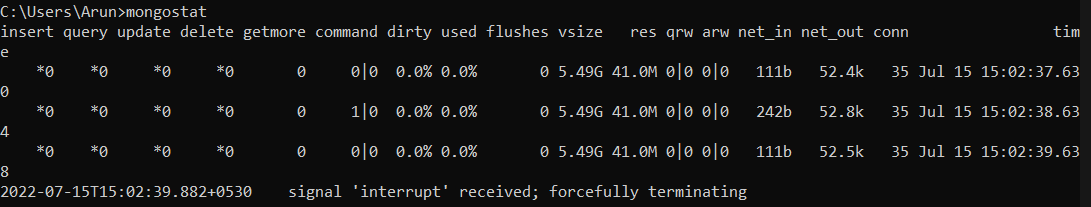 C:\Users\Arun>mongostat
insert query update delete getmore command dirty used flushes vsize   res qrw arw net_in net_out conn                tim
e
    *0    *0     *0     *0       0     0|0  0.0% 0.0%       0 5.49G 41.0M 0|0 0|0   111b   52.4k   35 Jul 15 15:02:37.63
0
    *0    *0     *0     *0       0     1|0  0.0% 0.0%       0 5.49G 41.0M 0|0 0|0   242b   52.8k   35 Jul 15 15:02:38.63
4
    *0    *0     *0     *0       0     0|0  0.0% 0.0%       0 5.49G 41.0M 0|0 0|0   111b   52.5k   35 Jul 15 15:02:39.63
8
2022-07-15T15:02:39.882+0530    signal 'interrupt' received; forcefully terminating